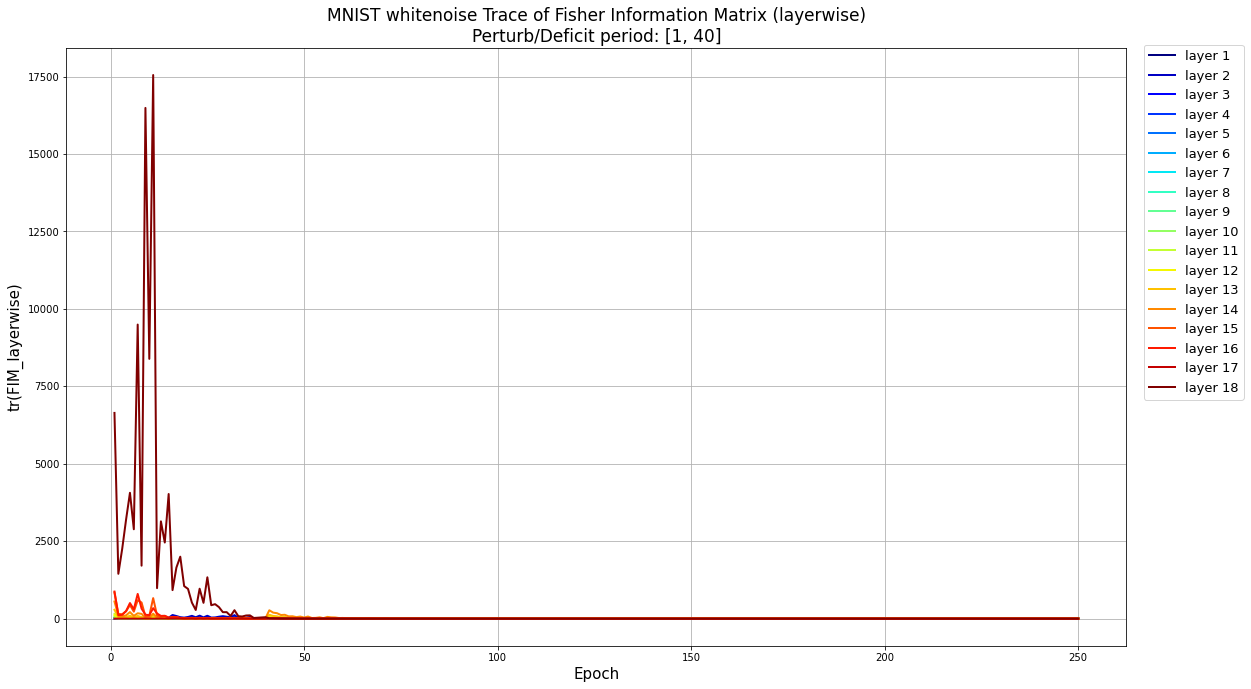 MNIST whitenoise Trace of Fisher Information Matrix (layerwise)
Perturb/Deficit period: [1, 40]
tr(FIM_layerwise)
17500
15000
12500
10000
7500
5000
2500
0
0
50
100
150
200
250
Epoch
layer 1
layer 2
layer 3
layer 4
layer 5
layer 6
layer 7
layer 8
layer 9
layer 10
layer 11
layer 12
layer 13
layer 14
layer 15
layer 16
layer 17
layer 18